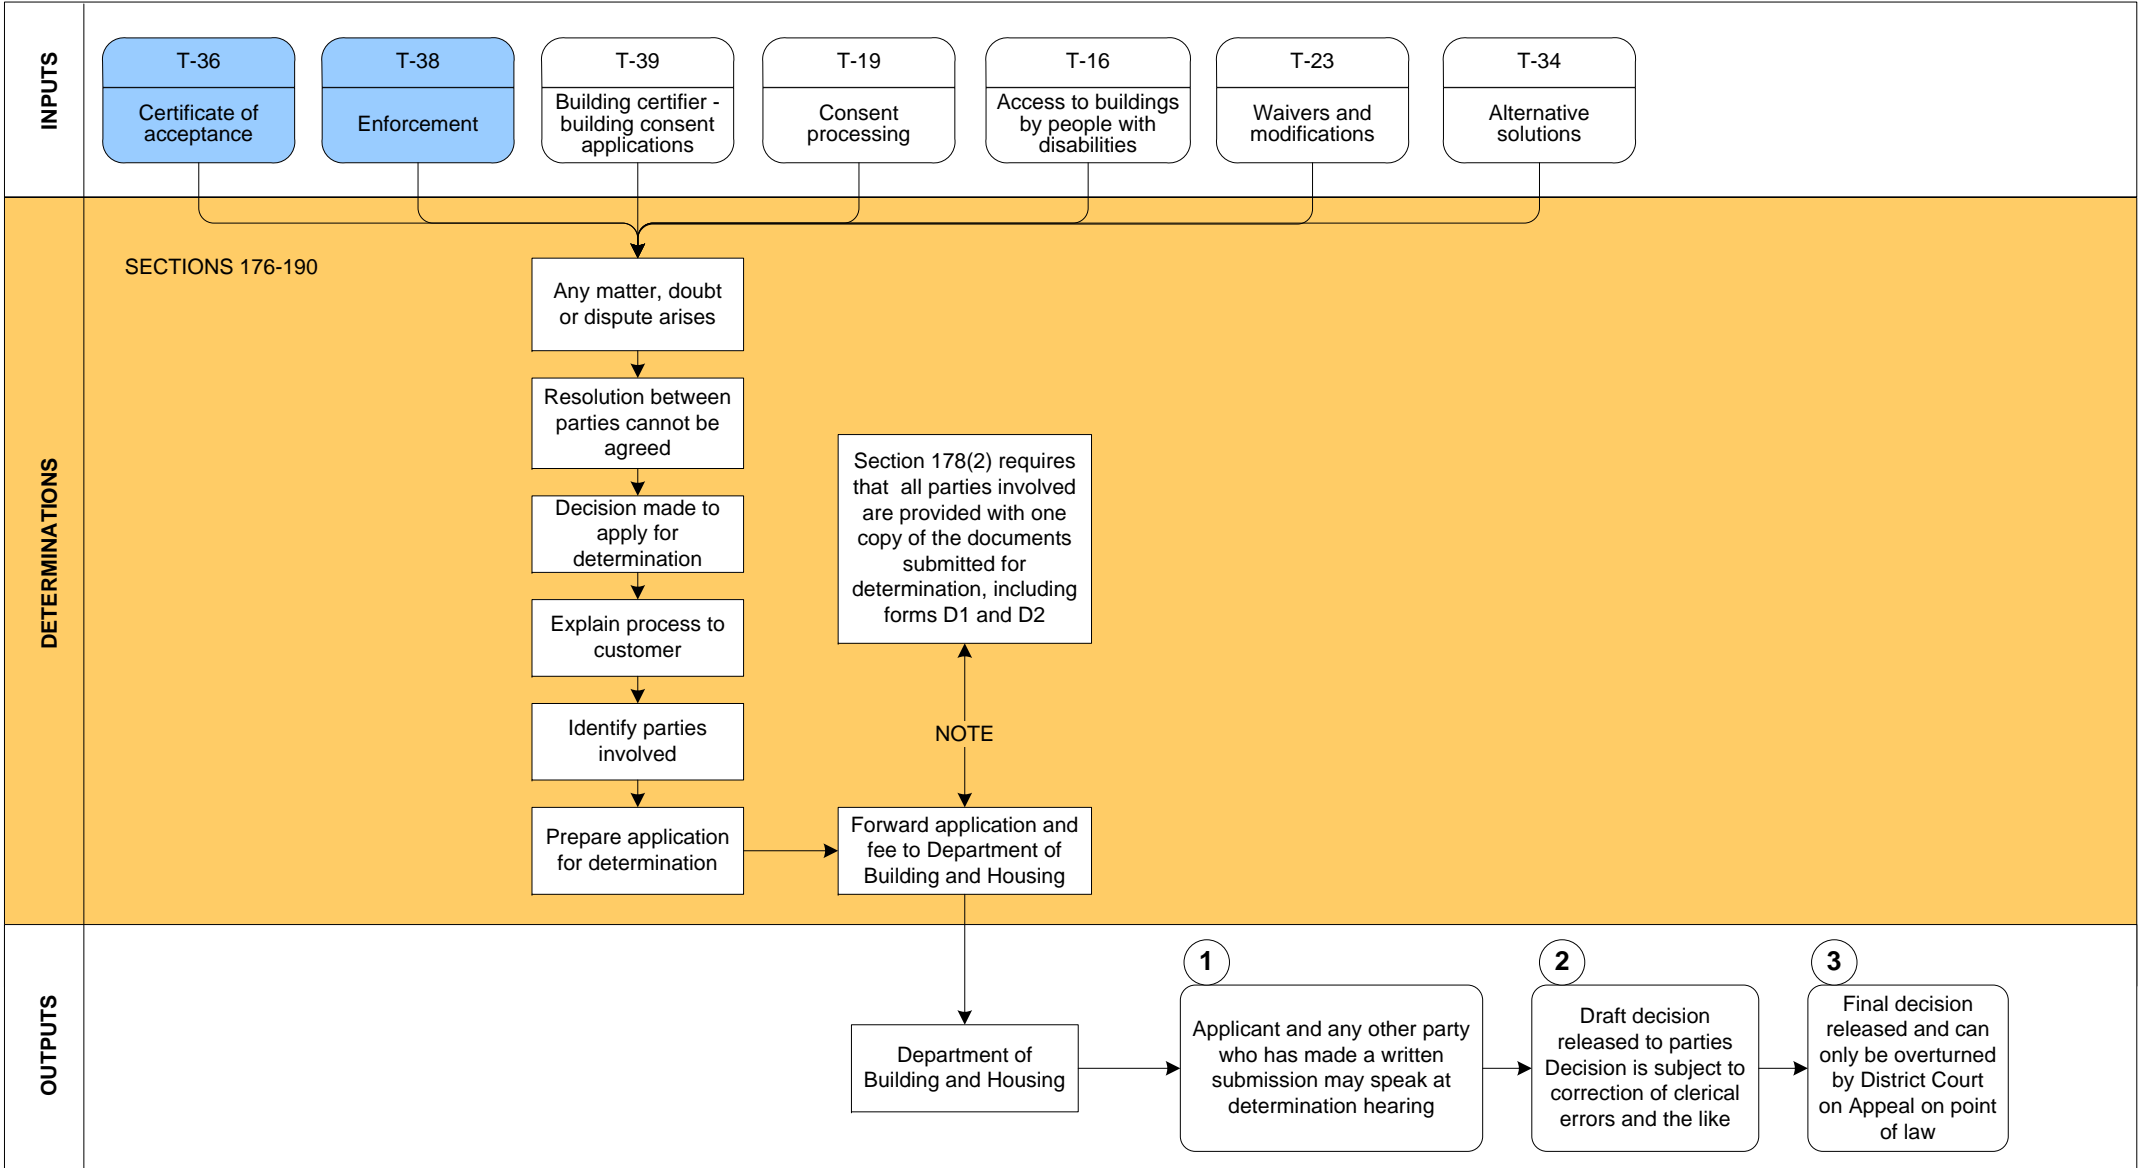 INPUTS
T-36
Certificate of
acceptance
T-38
Enforcement
T-39
Building certifier -
building consent
applications
T-19
Consent
processing
T-16
Access to buildings
by people with
disabilities
T-23
Waivers and
modifications
T-34
Alternative
solutions
DETERMINATIONS
SECTIONS 176-190
Any matter, doubt
or dispute arises
Resolution between
parties cannot be
agreed
Decision made to
apply for
determination
Explain process to
customer
Identify parties
involved
Prepare application
for determination
Section 178(2) requires
that all parties involved
are provided with one
copy of the documents
submitted for
determination, including
forms D1 and D2
NOTE
Forward application and
fee to Department of
Building and Housing
OUTPUTS
Department of
Building and Housing
1
Applicant and any other party
who has made a written
submission may speak at
determination hearing
2
Draft decision
released to parties
Decision is subject to
correction of clerical
errors and the like
3
Final decision
released and can
only be overturned
by District Court
on Appeal on point
of law